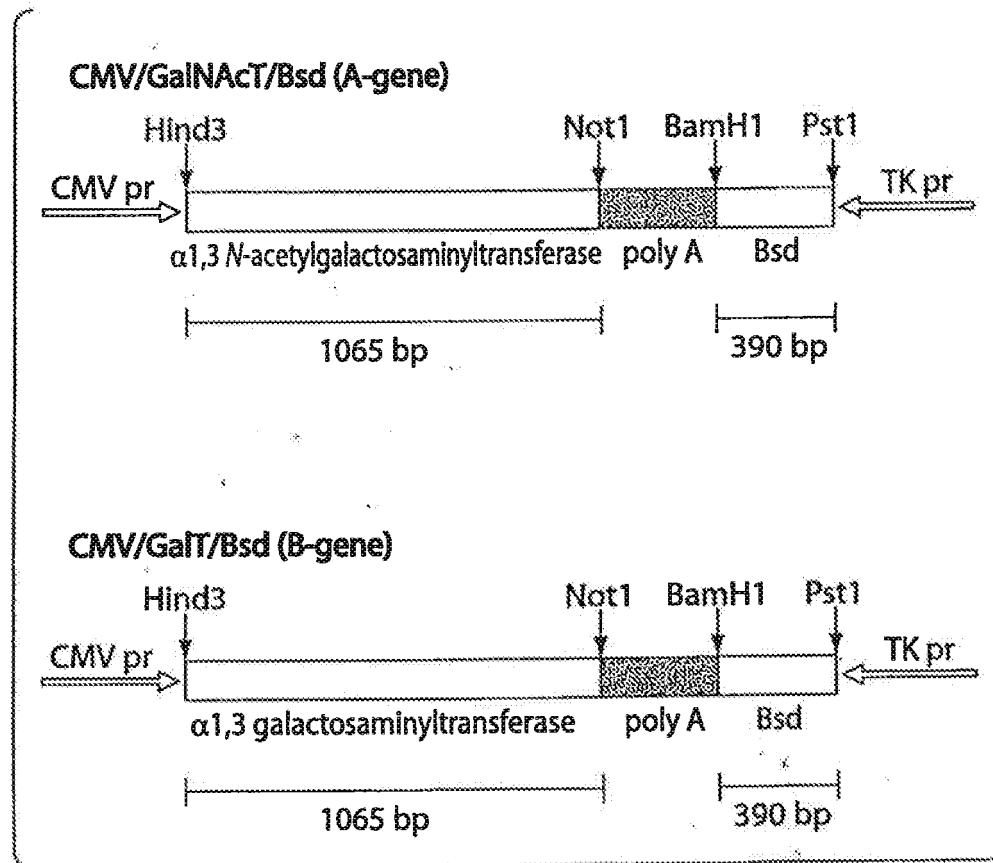 CMV/GalNAcT/Bsd (A-gene)
Hind3 Not1 BamH1 Pst1
CMV pr TK pr
α1,3 N-acetylgalactosaminyltransferase poly A Bsd
1065 bp 390 bp
CMV/GalT/Bsd (B-gene)
Hind3 Not1 BamH1 Pst1
CMV pr TK pr
α1,3 galactosaminyltransferase poly A Bsd
1065 bp 390 bp